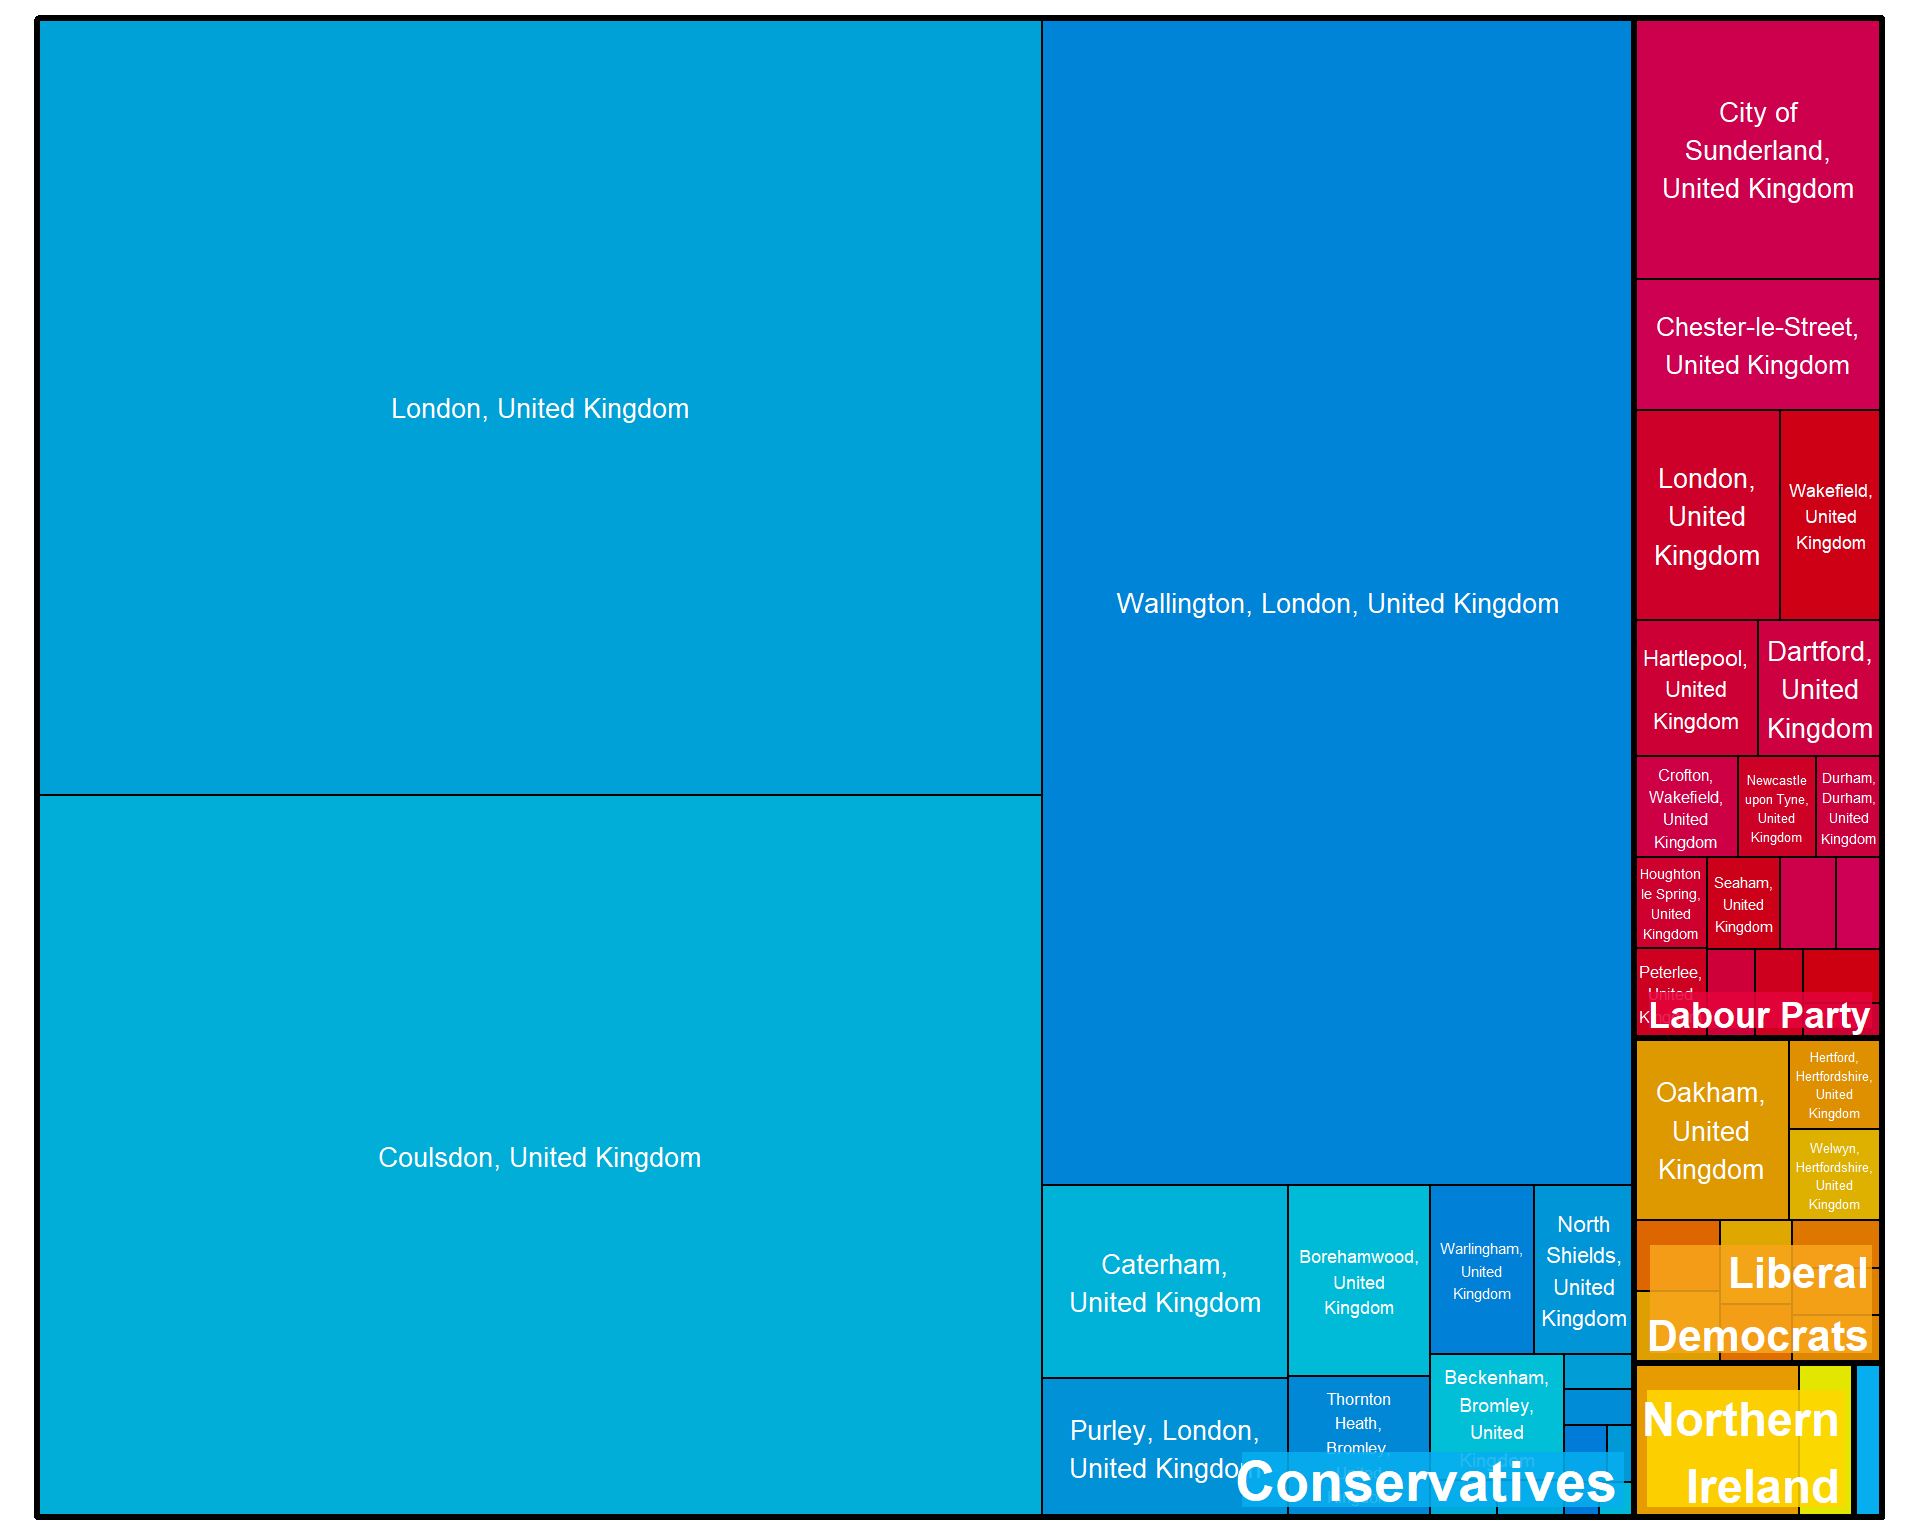 London, United Kingdom
Coulsdon, United Kingdom
Wallington, London, United Kingdom
Caterham,
United Kingdom
Purley, London,
United Kingdom
Borehamwood,
United
Kingdom
Thornton
Heath,
Bromley,
Warlingham,
United
Kingdom
North
Shields,
United
Kingdom
Beckenham,
Bromley,
United
Kingdom
Conservatives
City of
Sunderland,
United Kingdom
Chester-le-Street,
United Kingdom
London,
United
Kingdom
Wakefield,
United
Kingdom
Hartlepool,
United
Kingdom
Dartford,
United
Kingdom
Crofton,
Wakefield,
United
Kingdom
Newcastle
upon Tyne,
United
Kingdom
Durham,
Durham,
United
Kingdom
Houghton
le Spring,
United
Kingdom
Seaham,
United
Kingdom
Peterlee,
United
Labour Party
Oakham,
United
Kingdom
Hertford,
Hertfordshire,
United
Kingdom
Welwyn,
Hertfordshire,
United
Kingdom
Liberal
Democrats
Northern
Ireland